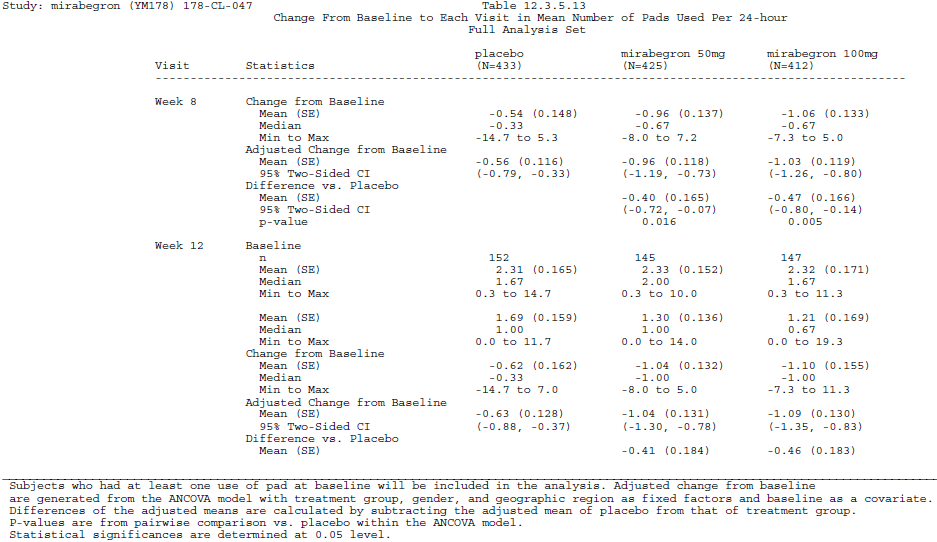 Study: mirabegron (YM178) 178-CL-047 Table 12.3.5.13
Change From Baseline to Each Visit in Mean Number of Pads Used Per 24-hour
Full Analysis Set
placebo mirabegron 50mg mirabegron 100mg
Visit Statistics (N=433) (N=425) (N=412)
Week 8 Change from Baseline
Mean (SE) -0.54 (0.148) -0.96 (0.137) -1.06 (0.133)
Median -0.33 -0.67 -0.67
Min to Max -14.7 to 5.3 -8.0 to 7.2 -7.3 to 5.0
Adjusted Change from Baseline
Mean (SE) -0.56 (0.116) -0.96 (0.118) -1.03 (0.119)
95% Two-Sided CI (-0.79, -0.33) (-1.19, -0.73) (-1.26, -0.80)
Difference vs. Placebo
Mean (SE) -0.40 (0.165) -0.47 (0.166)
95% Two-Sided CI (-0.72, -0.07) (-0.80, -0.14)
p-value 0.016 0.005
Week 12 Baseline
n 152 145 147
Mean (SE) 2.31 (0.165) 2.33 (0.152) 2.32 (0.171)
Median 1.67 2.00 1.67
Min to Max 0.3 to 14.7 0.3 to 10.0 0.3 to 11.3
Mean (SE) 1.69 (0.159) 1.30 (0.136) 1.21 (0.169)
Median 1.00 1.00 0.67
Min to Max 0.0 to 11.7 0.0 to 14.0 0.0 to 19.3
Change from Baseline
Mean (SE) -0.62 (0.162) -1.04 (0.132) -1.10 (0.155)
Median -0.33 -1.00 -1.00
Min to Max -14.7 to 7.0 -8.0 to 5.0 -7.3 to 11.3
Adjusted Change from Baseline
Mean (SE) -0.63 (0.128) -1.04 (0.131) -1.09 (0.130)
95% Two-Sided CI (-0.88, -0.37) (-1.30, -0.78) (-1.35, -0.83)
Difference vs. Placebo
Mean (SE) -0.41 (0.184) -0.46 (0.183)
Subjects who had at least one use of pad at baseline will be included in the analysis. Adjusted change from baseline
are generated from the ANCOVA model with treatment group, gender, and geographic region as fixed factors and baseline as a covariate.
Differences of the adjusted means are calculated by subtracting the adjusted mean of placebo from that of treatment group.
P-values are from pairwise comparison vs. placebo within the ANCOVA model.
Statistical significances are determined at 0.05 level.